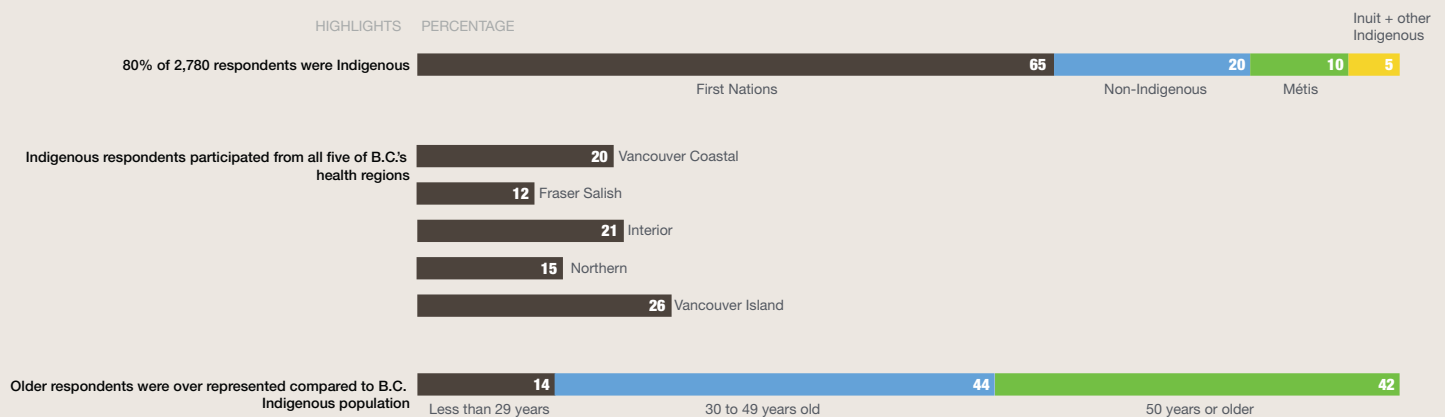 HIGHLIGHTS PERCENTAGE
Inuit + other
Indigenous
80% of 2,780 respondents were Indigenous 65 20 10 5
First Nations Non-Indigenous Métis
Indigenous respondents participated from all five of B.C.'s
health regions
20 Vancouver Coastal
12 Fraser Salish
21 Interior
15 Northern
26 Vancouver Island
Older respondents were over represented compared to B.C.
Indigenous population
14 44 42
Less than 29 years 30 to 49 years old 50 years or older